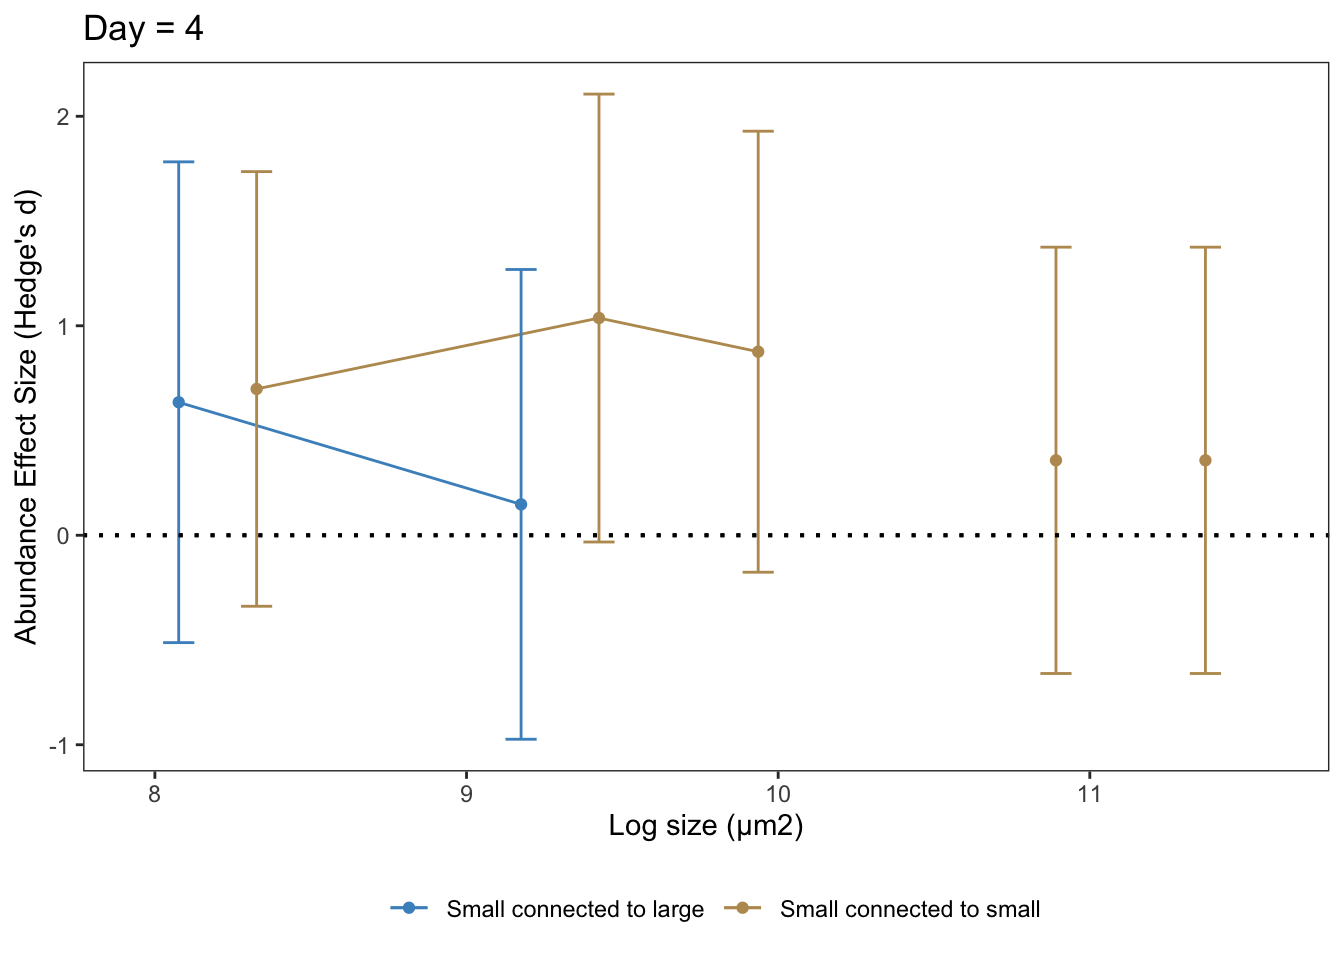 Day = 4
Abundance Effect Size (Hedge's d)
2
1
0
-1
8 9 10 11
Log size (μm2)
Small connected to large Small connected to small